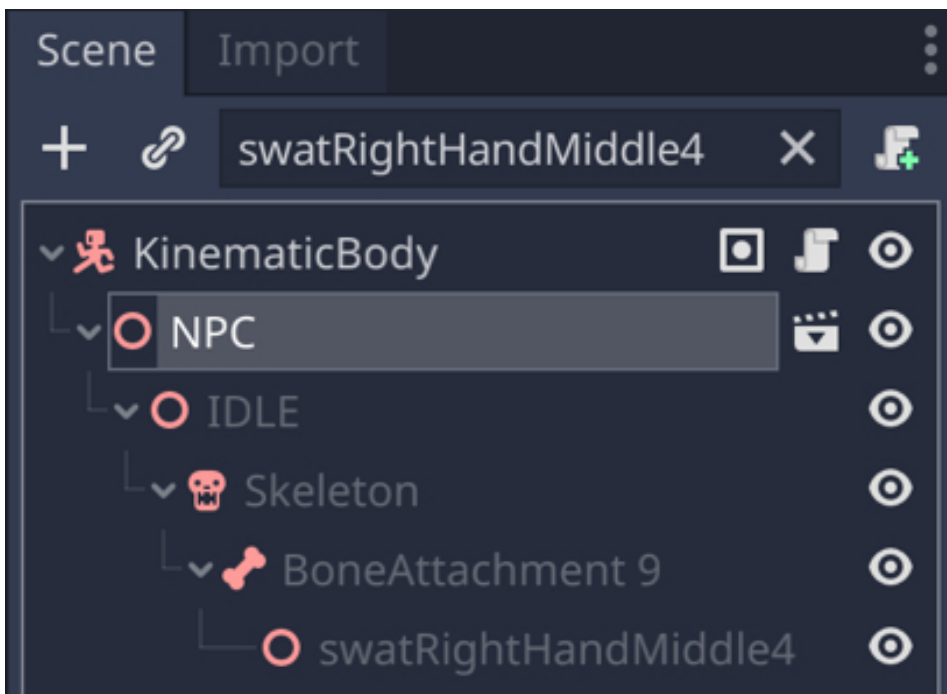 Scene Import
swatRightHandMiddle4
KinematicBody
NPC
IDLE
Skeleton
BoneAttachment 9
swatRightHandMiddle4